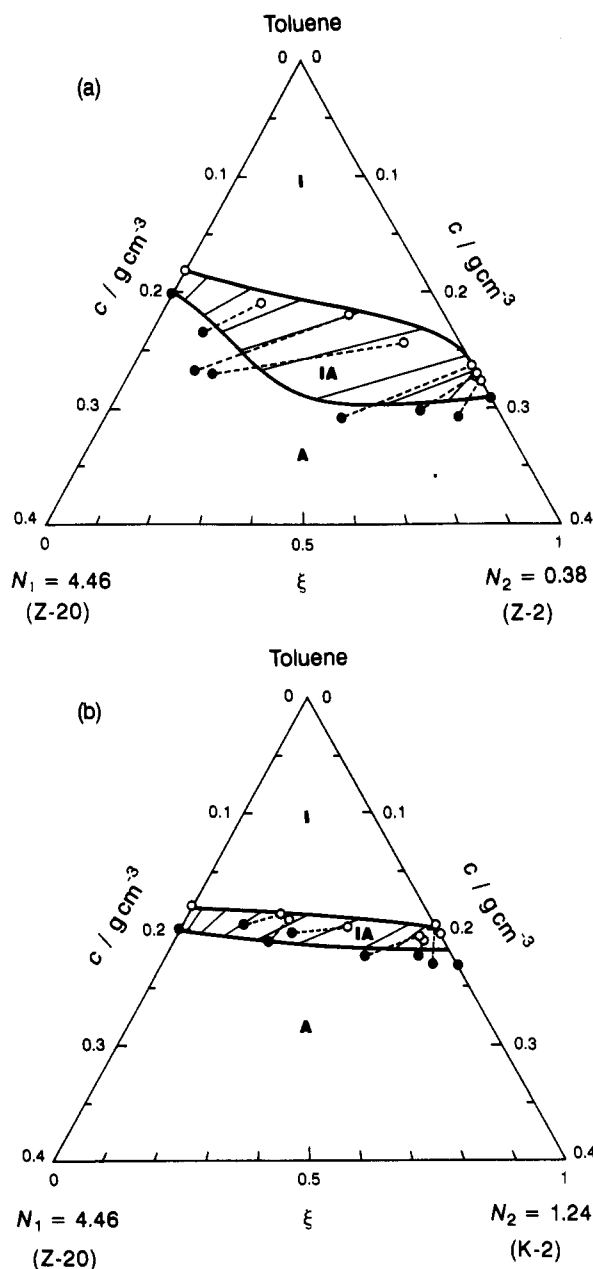 Toluene
(a)
0 0
I
0.1 0.1
c / g cm⁻³ c / g cm⁻³
0.2 0.2
IA
0.3 0.3
A
0.4 0.4
0 0.5 1
N₁ = 4.46 ξ N₂ = 0.38
(Z-20) (Z-2)
Toluene
(b)
0 0
I
0.1 0.1
c / g cm⁻³ c / g cm⁻³
0.2 0.2
IA
A
0.3 0.3
0.4 0.4
0 0.5 1
N₁ = 4.46 ξ N₂ = 1.24
(Z-20) (K-2)